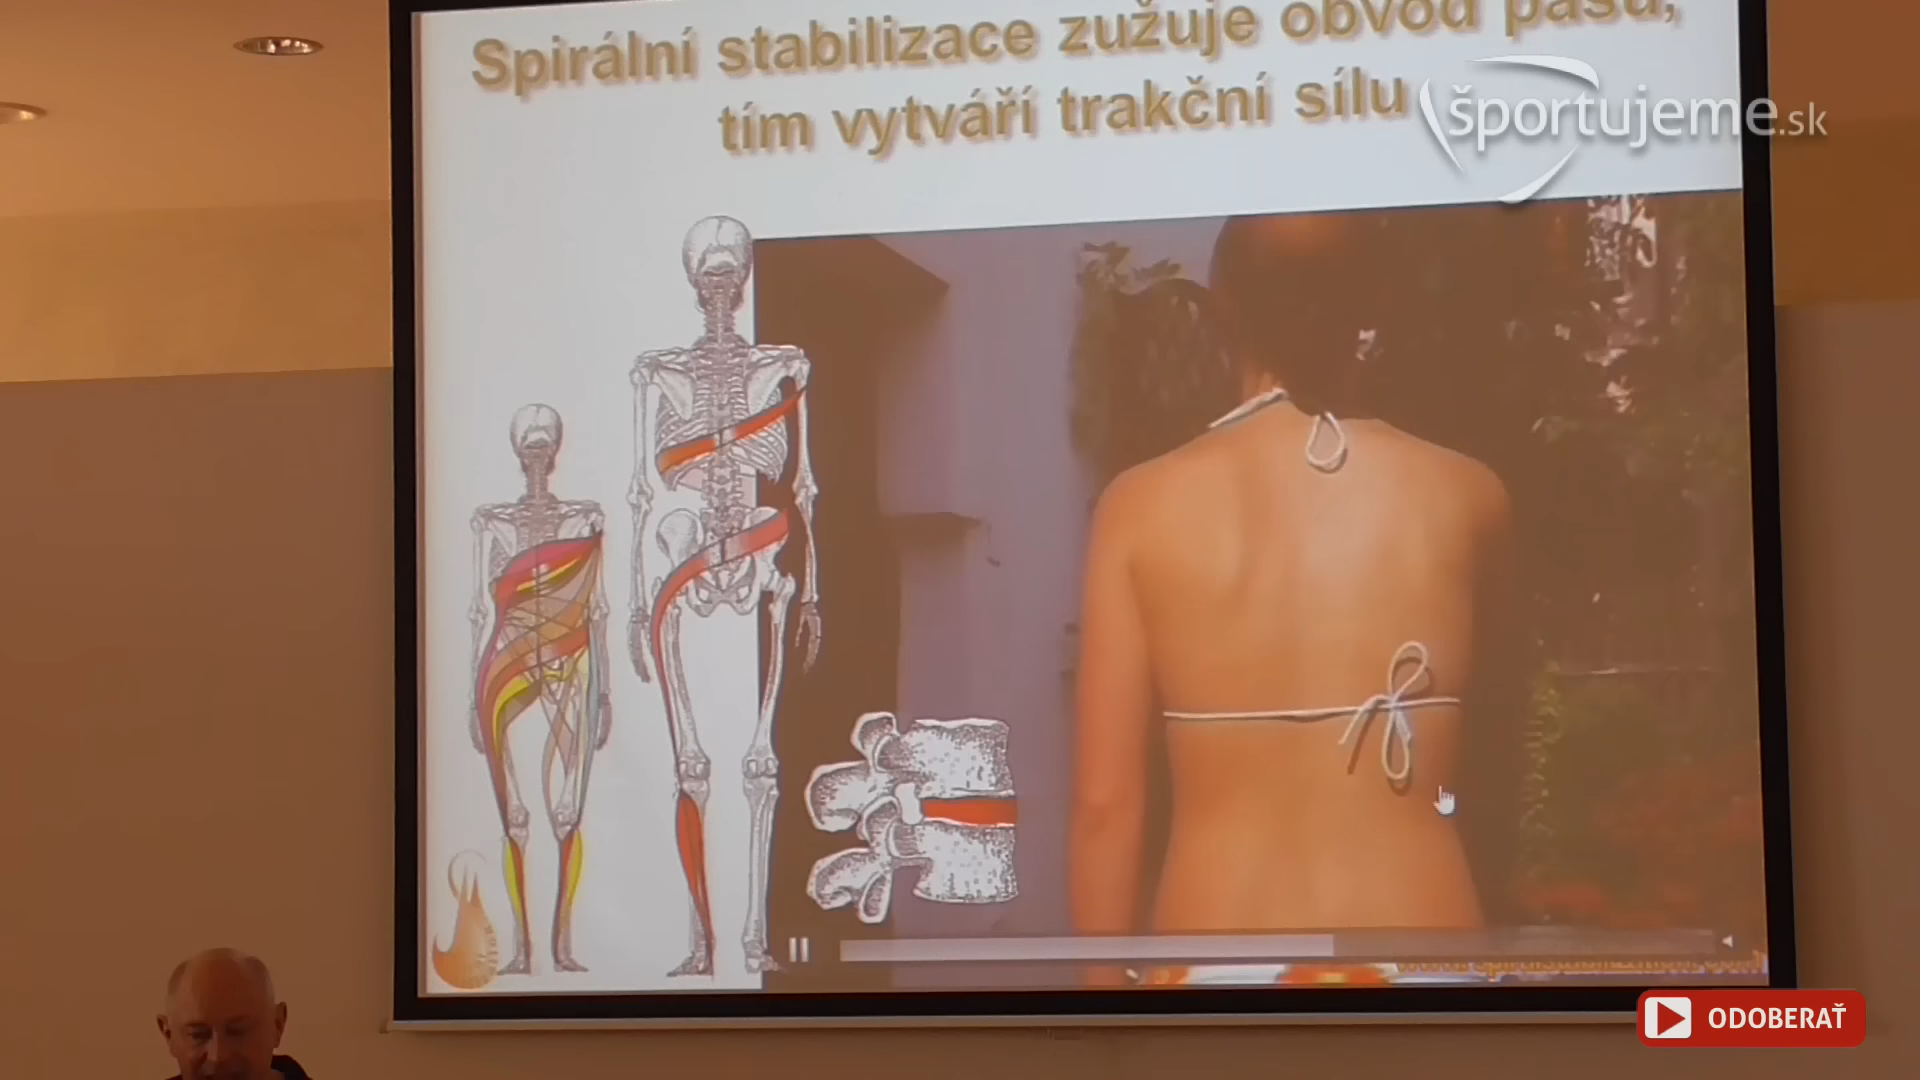 Spirální stabilizace zužuje obvod pasu,
tím vytváří trakční sílu
športujeme.sk
ODOBERAŤ